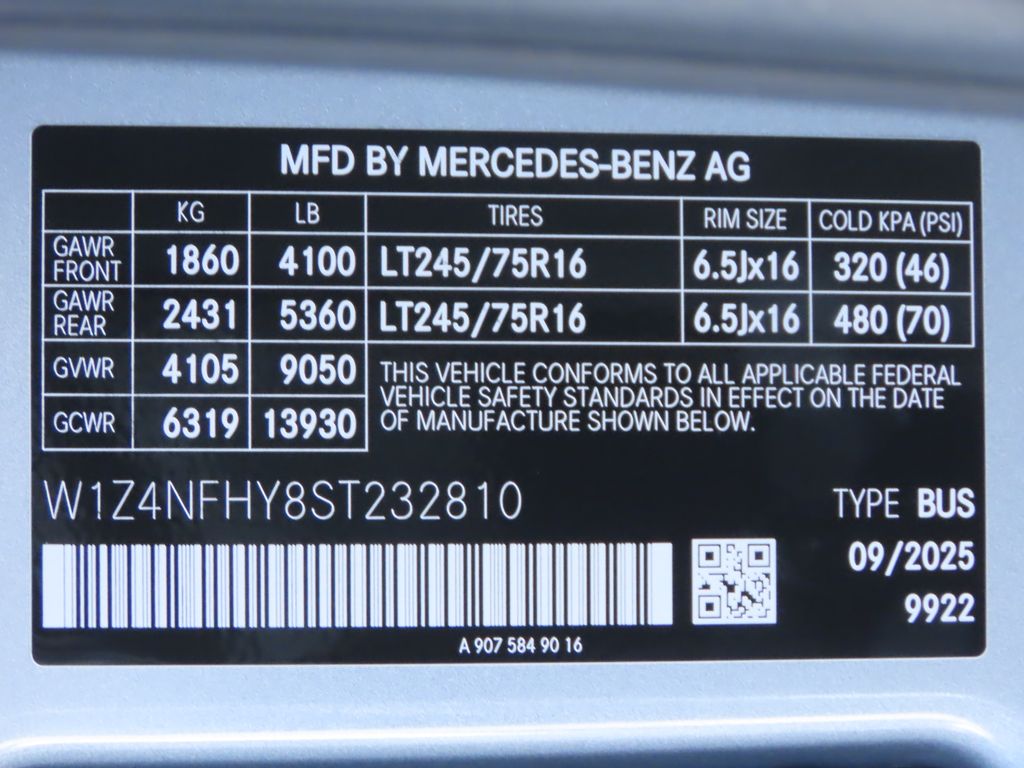 MFD BY MERCEDES-BENZ AG
KG LB TIRES RIM SIZE COLD KPA (PSI)
GAWR FRONT 1860 4100 LT245/75R16 6.5Jx16 320 (46)
GAWR REAR 2431 5360 LT245/75R16 6.5Jx16 480 (70)
GVWR 4105 9050
GCWR 6319 13930
THIS VEHICLE CONFORMS TO ALL APPLICABLE FEDERAL
VEHICLE SAFETY STANDARDS IN EFFECT ON THE DATE
OF MANUFACTURE SHOWN BELOW.
W1Z4NFHY8ST232810
TYPE BUS
09/2025
9922
A 907 584 90 16